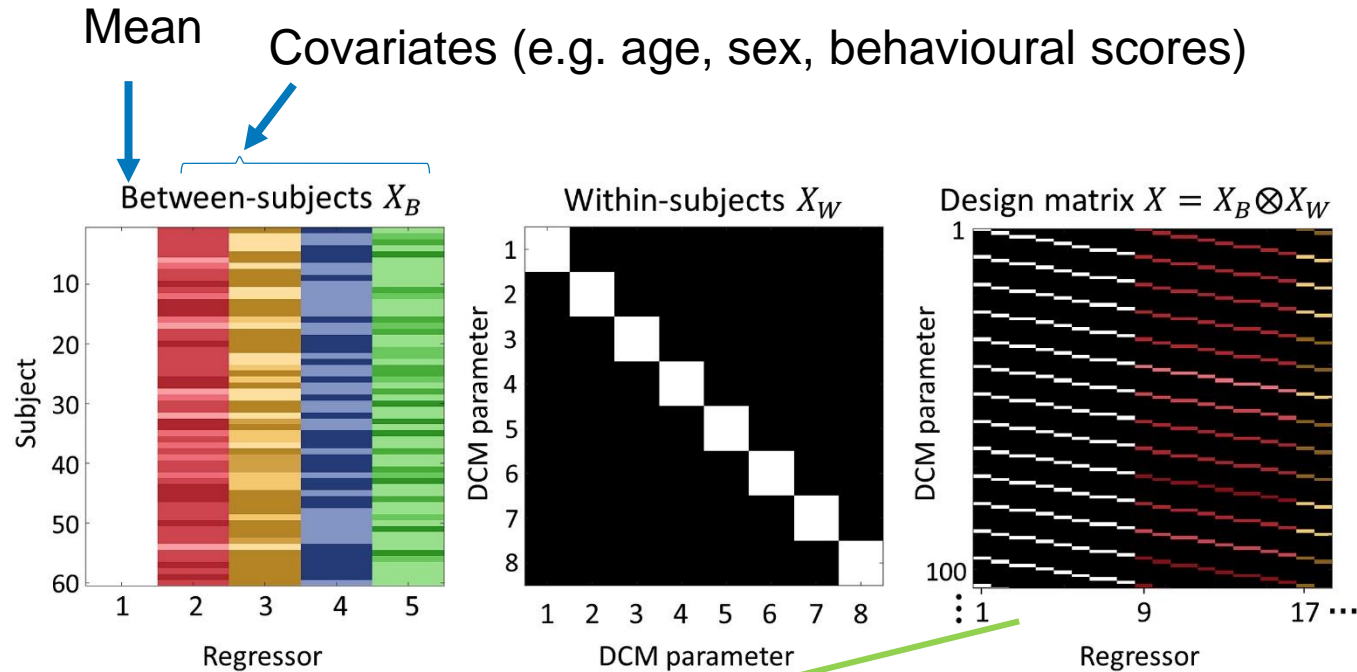 Mean
Covariates (e.g. age, sex, behavioural scores)
Between-subjects X_B
Within-subjects X_W
Design matrix X = X_B⊗X_W
Subject
10
20
30
40
50
60
1 2 3 4 5
Regressor
DCM parameter
1
2
3
4
5
6
7
8
1 2 3 4 5 6 7 8
DCM parameter
DCM parameter
1
100
⋮ 1 9 17 ⋯
Regressor